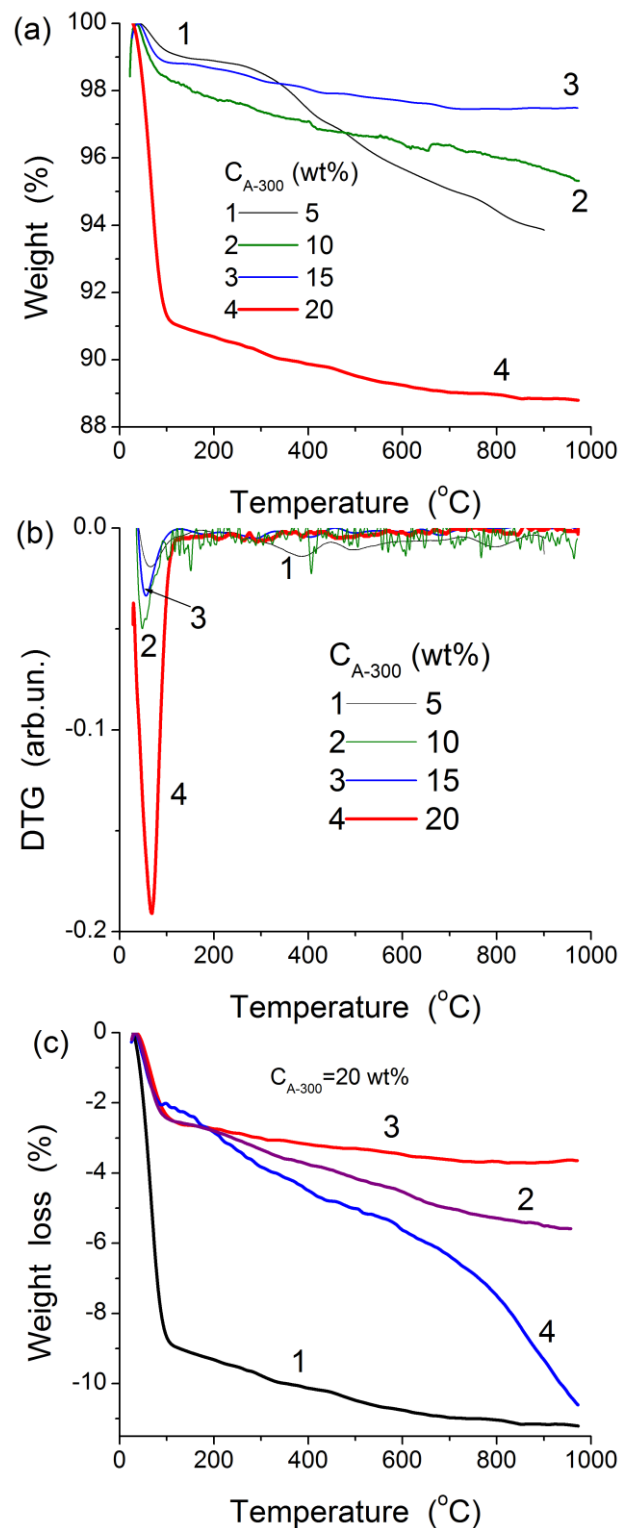 (a)
100
98
96
94
92
90
88
Weight (%)
1
3
2
4
C_{A-300} (wt%)
1 5
2 10
3 15
4 20
0 200 400 600 800 1000
Temperature (°C)
(b)
0.0
-0.1
-0.2
DTG (arb.un.)
1
3
2
4
C_{A-300} (wt%)
1 5
2 10
3 15
4 20
0 200 400 600 800 1000
Temperature (°C)
(c)
0
-2
-4
-6
-8
-10
Weight loss (%)
C_{A-300}=20 wt%
3
2
4
1
0 200 400 600 800 1000
Temperature (°C)